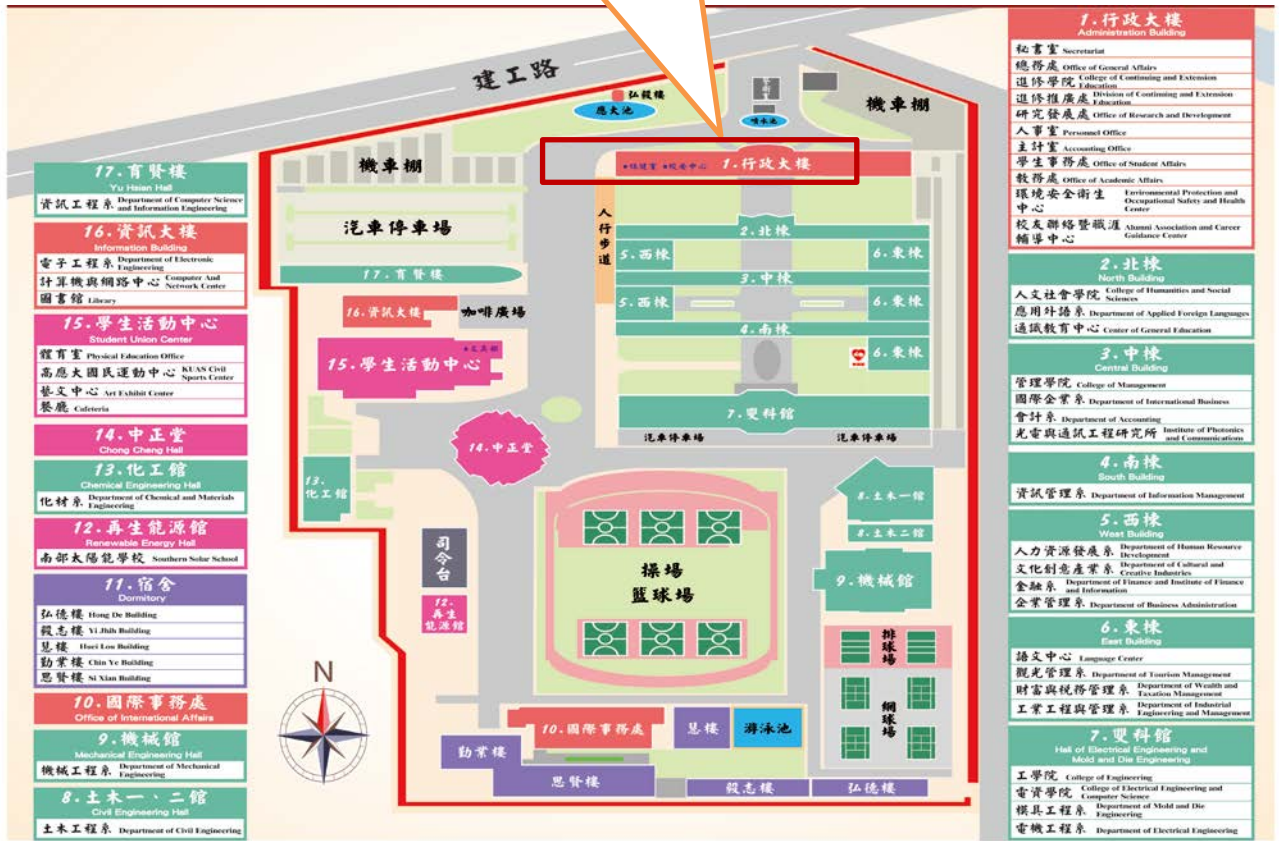 建工路
弘毅樓
應大池
警衛室
噴水池
機車棚
機車棚
1.行政大樓
汽車停車場
人行步道
2.北棟
5.西棟
6.東棟
3.中棟
17.育賢樓
5.西棟
6.東棟
16.資訊大樓
咖啡廣場
4.南棟
15.學生活動中心
6.東棟
7.雙科館
汽車停車場
汽車停車場
14.中正堂
13.
化工館
8.土木一館
8.土木二館
司令台
操場
籃球場
9.機械館
12.
再生
能源館
排球場
網球場
N
10.國際事務處
慧樓
游泳池
勤業樓
思賢樓
毅志樓
弘德樓
17.育賢樓
Yu Hsian Hall
資訊工程系 Department of Computer Science
and Information Engineering
16.資訊大樓
Information Building
電子工程系 Department of Electronic
Engineering
計算機與網路中心 Computer And
Network Center
圖書館 Library
15.學生活動中心
Student Union Center
體育室 Physical Education Office
高應大國民運動中心 KUAS Civil
Sports Center
藝文中心 Art Exhibit Center
餐廳 Cafeteria
14.中正堂
Chong Cheng Hall
13.化工館
Chemical Engineering Hall
化材系 Department of Chemical and Materials
Engineering
12.再生能源館
Renewable Energy Hall
南部太陽能學校 Southern Solar School
11.宿舍
Dormitory
弘德樓 Hong De Building
毅志樓 Yi Jhih Building
慧樓 Huei Lou Building
勤業樓 Chin Ye Building
思賢樓 Si Xian Building
10.國際事務處
Office of International Affairs
9.機械館
Mechanical Engineering Hall
機械工程系 Department of Mechanical
Engineering
8.土木一、二館
Civil Engineering Hall
土木工程系 Department of Civil Engineering
1.行政大樓
Administration Building
秘書室 Secretariat
總務處 Office of General Affairs
進修學院 College of Continuing and Extension
Education
進修推廣處 Division of Continuing and Extension
Education
研究發展處 Office of Research and Development
人事室 Personnel Office
主計室 Accounting Office
學生事務處 Office of Student Affairs
教務處 Office of Academic Affairs
環境安全衛生
中心 Environmental Protection and
Occupational Safety and Health
Center
校友聯絡暨職涯
輔導中心 Alumni Association and Career
Guidance Center
2.北棟
North Building
人文社會學院 College of Humanities and Social
Sciences
應用外語系 Department of Applied Foreign Languages
通識教育中心 Center of General Education
3.中棟
Central Building
管理學院 College of Management
國際企業系 Department of International Business
會計系 Department of Accounting
光電與通訊工程研究所 Institute of Photonics
and Communications
4.南棟
South Building
資訊管理系 Department of Information Management
5.西棟
West Building
人力資源發展系 Department of Human Resource
Development
文化創意產業系 Department of Cultural and
Creative Industries
金融系 Department of Finance and Institute of Finance
and Information
企業管理系 Department of Business Administration
6.東棟
East Building
語文中心 Language Center
觀光管理系 Department of Tourism Management
財富與稅務管理系 Department of Wealth and
Taxation Management
工業工程與管理系 Department of Industrial
Engineering and Management
7.雙科館
Hall of Electrical Engineering and
Mold and Die Engineering
工學院 College of Engineering
電資學院 College of Electrical Engineering and
Computer Science
模具工程系 Department of Mold and Die
Engineering
電機工程系 Department of Electrical Engineering